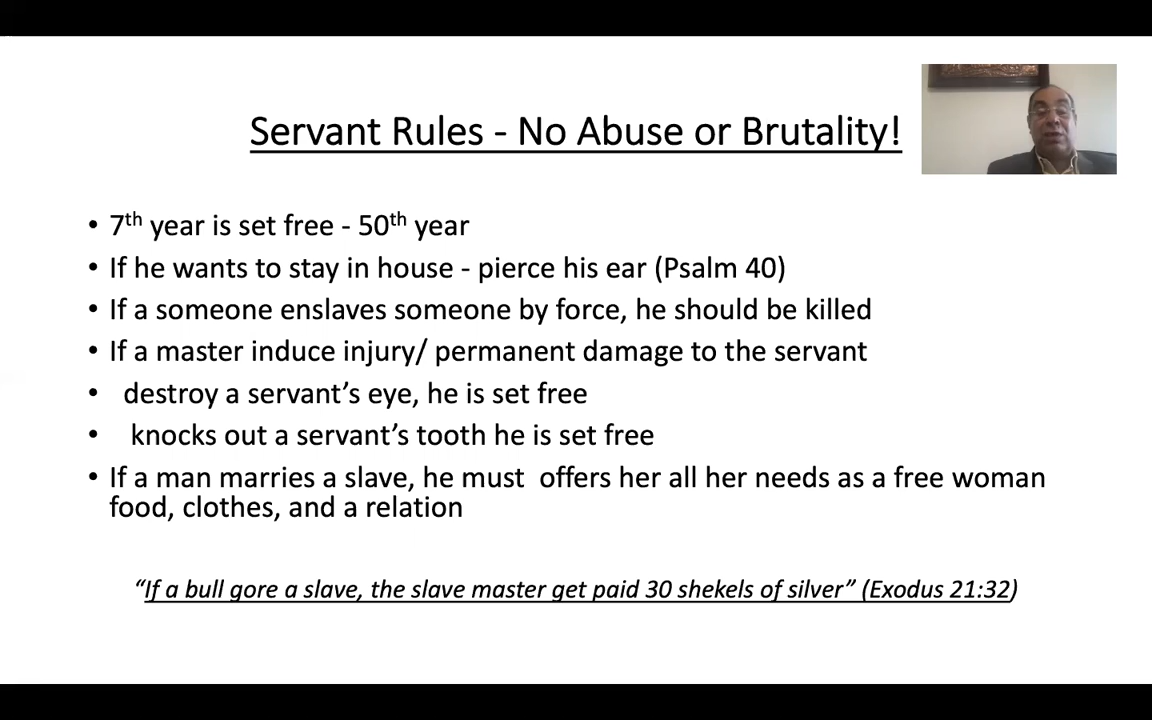 Servant Rules - No Abuse or Brutality!
• 7th year is set free - 50th year
• If he wants to stay in house - pierce his ear (Psalm 40)
• If a someone enslaves someone by force, he should be killed
• If a master induce injury/ permanent damage to the servant
• destroy a servant’s eye, he is set free
• knocks out a servant’s tooth he is set free
• If a man marries a slave, he must offers her all her needs as a free woman
food, clothes, and a relation
“If a bull gore a slave, the slave master get paid 30 shekels of silver” (Exodus 21:32)